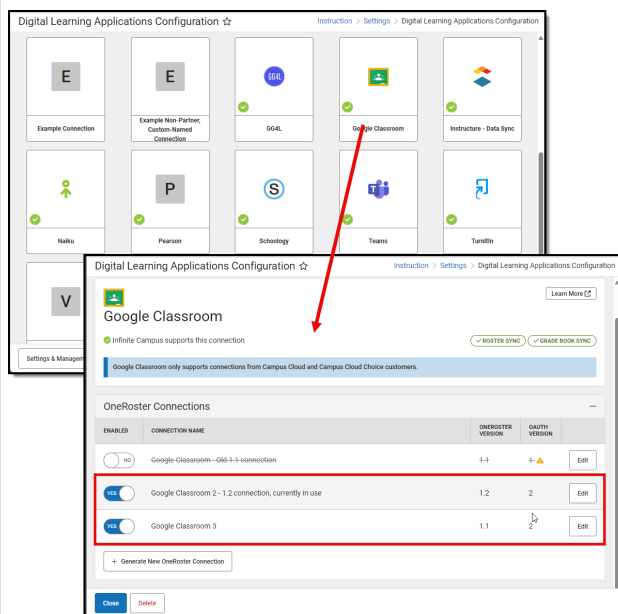 Digital Learning Applications Configuration ☆
Instruction > Settings > Digital Learning Applications Configuration
E
E
GG4L
Example Connection
Example Non-Partner,
Custom-Named
Connection
GG4L
Google Classroom
Instructure - Data Sync
P
S
T
Naiku
Pearson
Schoology
Teams
TurnItIn
V
Settings & Managem
Digital Learning Applications Configuration ☆
Instruction > Settings > Digital Learning Applications Configuration
Learn More
Google Classroom
Infinite Campus supports this connection
ROSTER SYNC
GRADE BOOK SYNC
Google Classroom only supports connections from Campus Cloud and Campus Cloud Choice customers.
OneRoster Connections
ENABLED
CONNECTION NAME
ONEROSTER
VERSION
OAUTH
VERSION
NO
Google Classroom - Old 1.1 connection
1.1
1
Edit
YES
Google Classroom 2 - 1.2 connection, currently in use
1.2
2
Edit
YES
Google Classroom 3
1.1
2
Edit
+ Generate New OneRoster Connection
Close
Delete